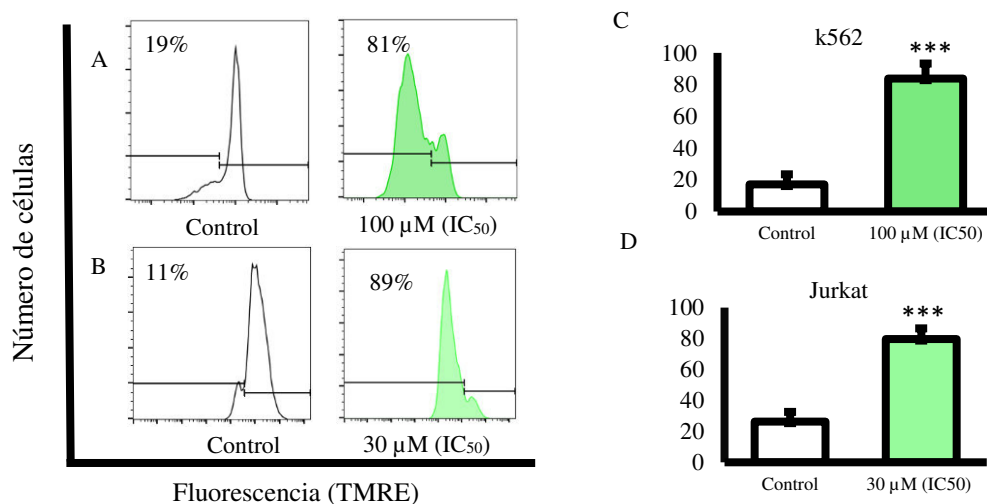 Número de células
A
19%
81%
Control
100 µM (IC50)
B
11%
89%
Control
30 µM (IC50)
Fluorescencia (TMRE)
C
k562
***
100
80
60
40
20
0
Control
100 µM (IC50)
D
Jurkat
***
100
80
60
40
20
0
Control
30 µM (IC50)